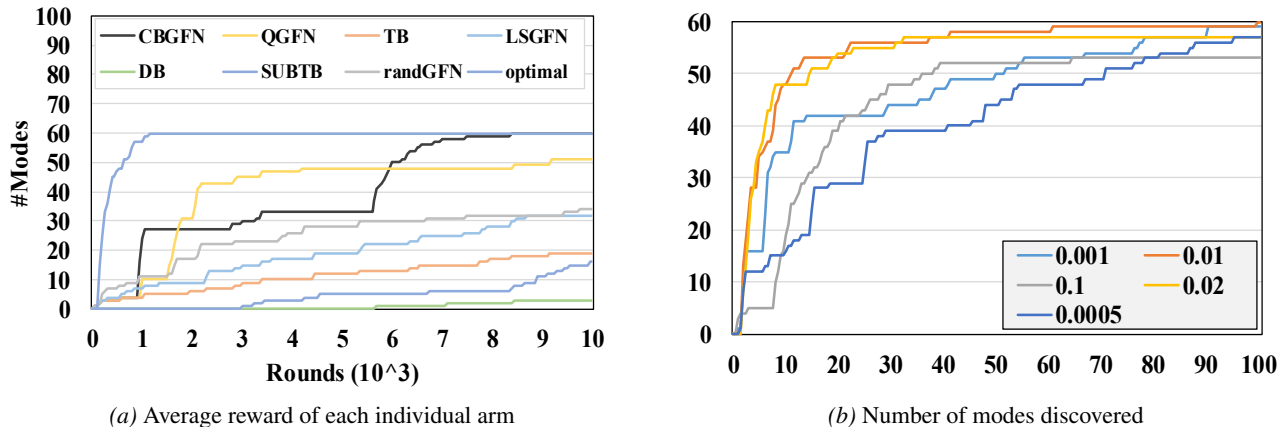 100
90
80
70
60
50
40
30
20
10
0
#Modes
CBGFN QGFN TB LSGFN
DB SUBTB randGFN optimal
0 1 2 3 4 5 6 7 8 9 10
Rounds (10^3)
(a) Average reward of each individual arm
60
50
40
30
20
10
0
0.001 0.01
0.1 0.02
0.0005
0 10 20 30 40 50 60 70 80 90 100
(b) Number of modes discovered